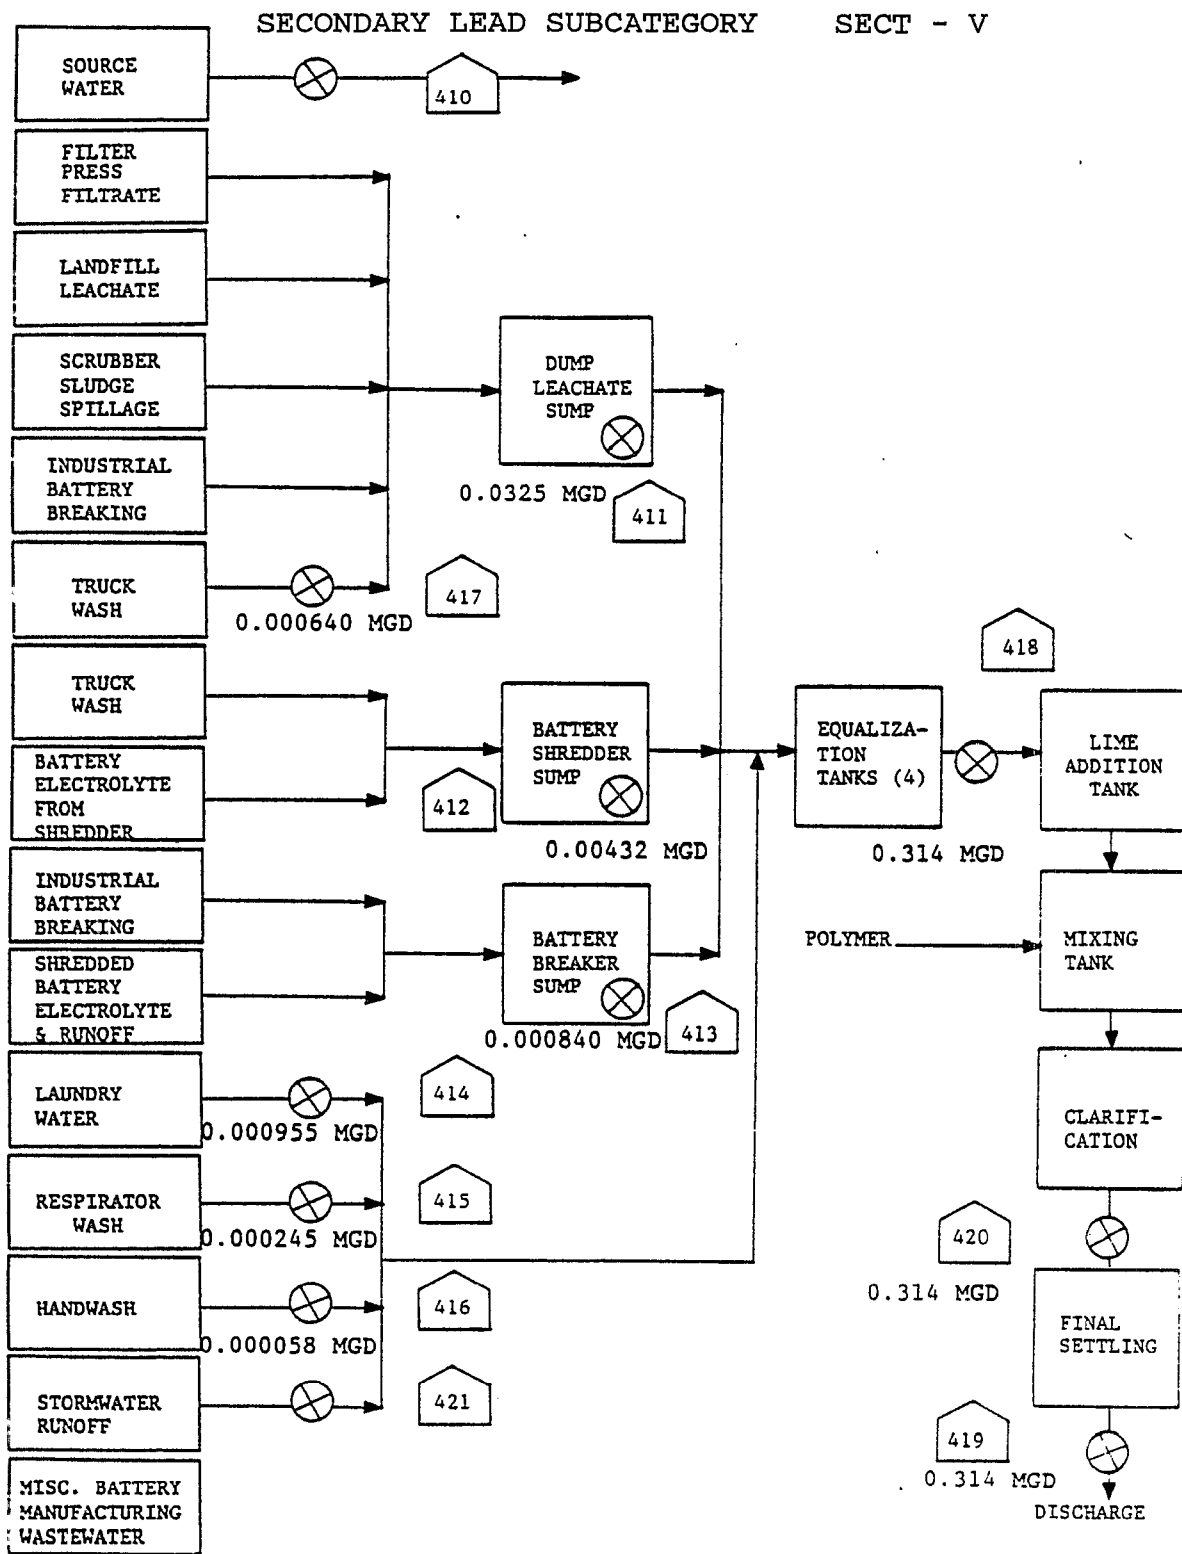 SECONDARY LEAD SUBCATEGORY SECT - V
SOURCE
WATER
410
FILTER
PRESS
FILTRATE
LANDFILL
LEACHATE
SCRUBBER
SLUDGE
SPILLAGE
DUMP
LEACHATE
SUMP
INDUSTRIAL
BATTERY
BREAKING
0.0325 MGD
411
TRUCK
WASH
0.000640 MGD
417
418
TRUCK
WASH
BATTERY
ELECTROLYTE
FROM
SHREDDER
412
BATTERY
SHREDDER
SUMP
0.00432 MGD
EQUALIZA-
TION
TANKS (4)
0.314 MGD
LIME
ADDITION
TANK
INDUSTRIAL
BATTERY
BREAKING
SHREDDED
BATTERY
ELECTROLYTE
& RUNOFF
BATTERY
BREAKER
SUMP
0.000840 MGD
413
POLYMER
MIXING
TANK
LAUNDRY
WATER
0.000955 MGD
414
CLARIFI-
CATION
RESPIRATOR
WASH
0.000245 MGD
415
420
0.314 MGD
HANDWASH
0.000058 MGD
416
FINAL
SETTLING
STORMWATER
RUNOFF
421
419
0.314 MGD
DISCHARGE
MISC. BATTERY
MANUFACTURING
WASTEWATER